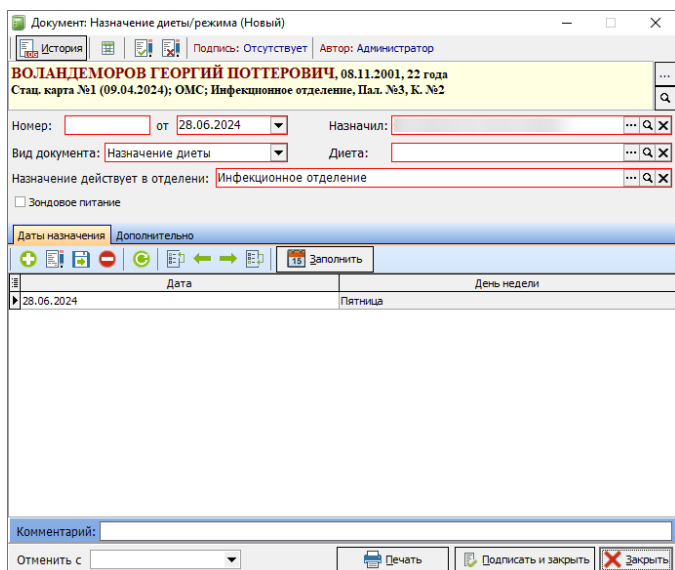 Документ: Назначение диеты/режима (Новый)
История Подпись: Отсутствует Автор: Администратор
ВОЛАНДЕМОРОВ ГЕОРГИЙ ПОТТЕРОВИЧ, 08.11.2001, 22 года
Стац. карта №1 (09.04.2024); ОМС; Инфекционное отделение, Пал. №3, К. №2
Номер: от 28.06.2024 Назначил:
Вид документа: Назначение диеты Диета:
Назначение действует в отделени: Инфекционное отделение
Зондовое питание
Даты назначения Дополнительно
15 Заполнить
Дата День недели
28.06.2024 Пятница
Комментарий:
Отменить с Печать Подписать и закрыть Закрыть